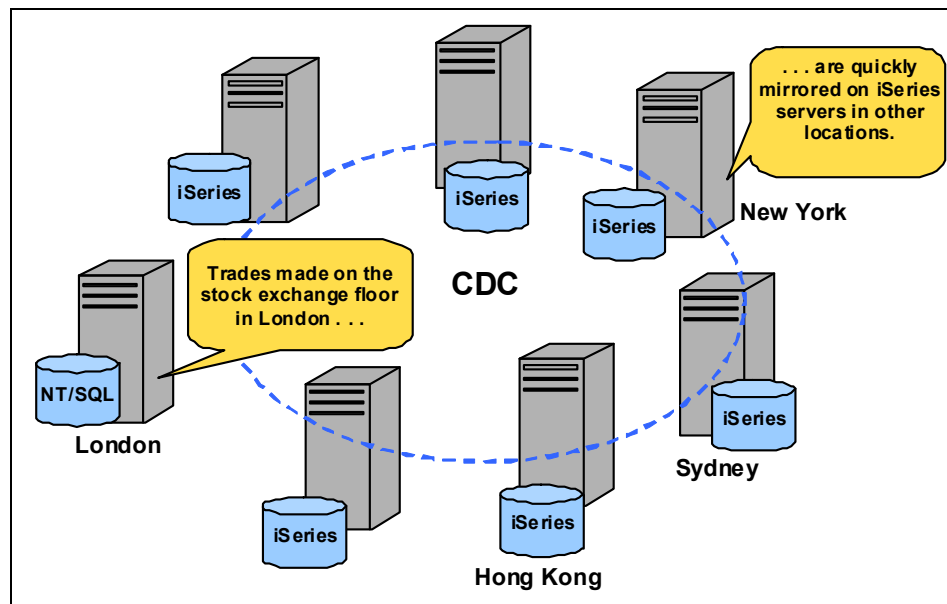 . . . are quickly
mirrored on iSeries
servers in other
locations.
iSeries
iSeries
iSeries
New York
Trades made on the
stock exchange floor
in London . . .
CDC
NT/SQL
London
iSeries
Sydney
iSeries
iSeries
Hong Kong